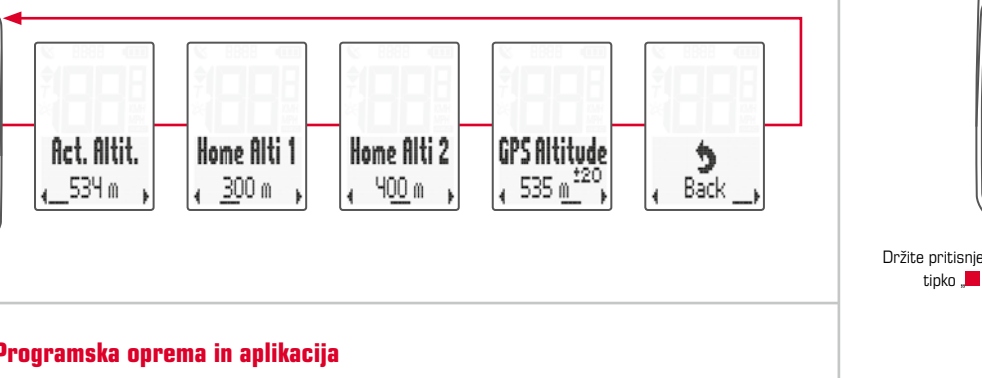 Act. Altit.
534 m
Home Alti 1
300 m
Home Alti 2
400 m
GPS Altitude
535 m ±20
Back
Držite pritisnje
tipko „
Programska oprema in aplikacija